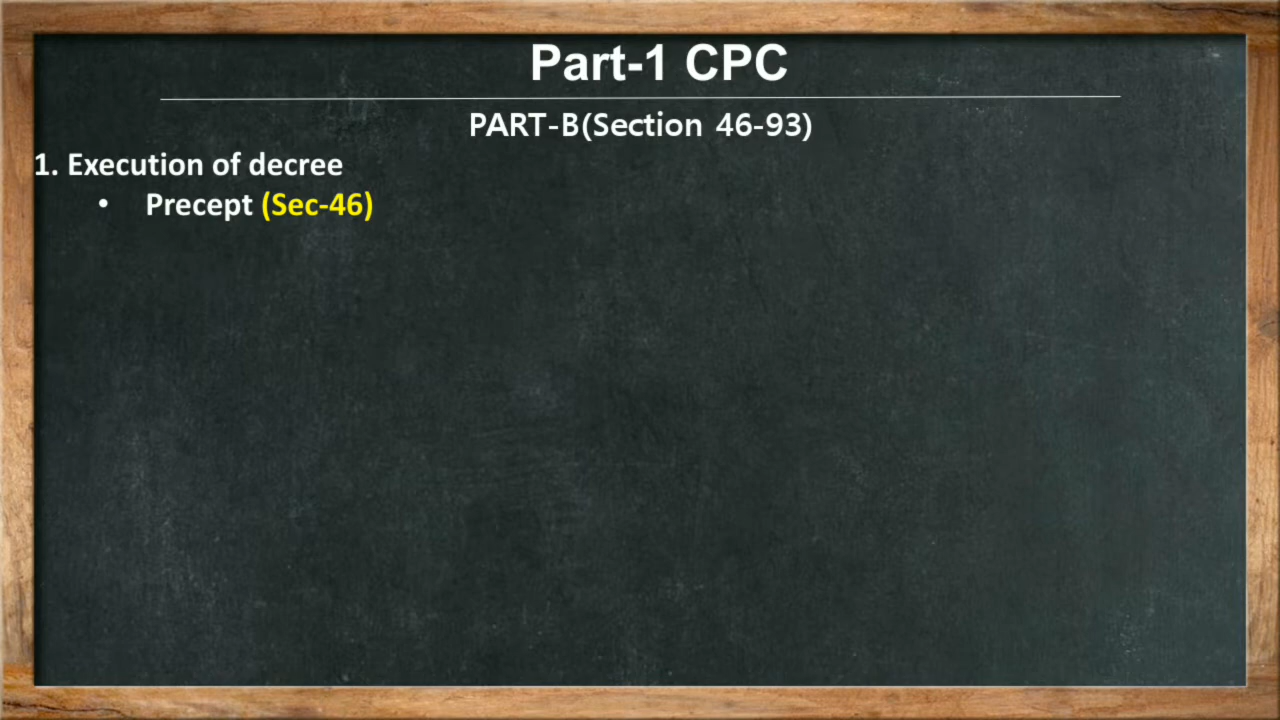 Part-1 CPC
PART-B(Section 46-93)
1. Execution of decree
• Precept (Sec-46)